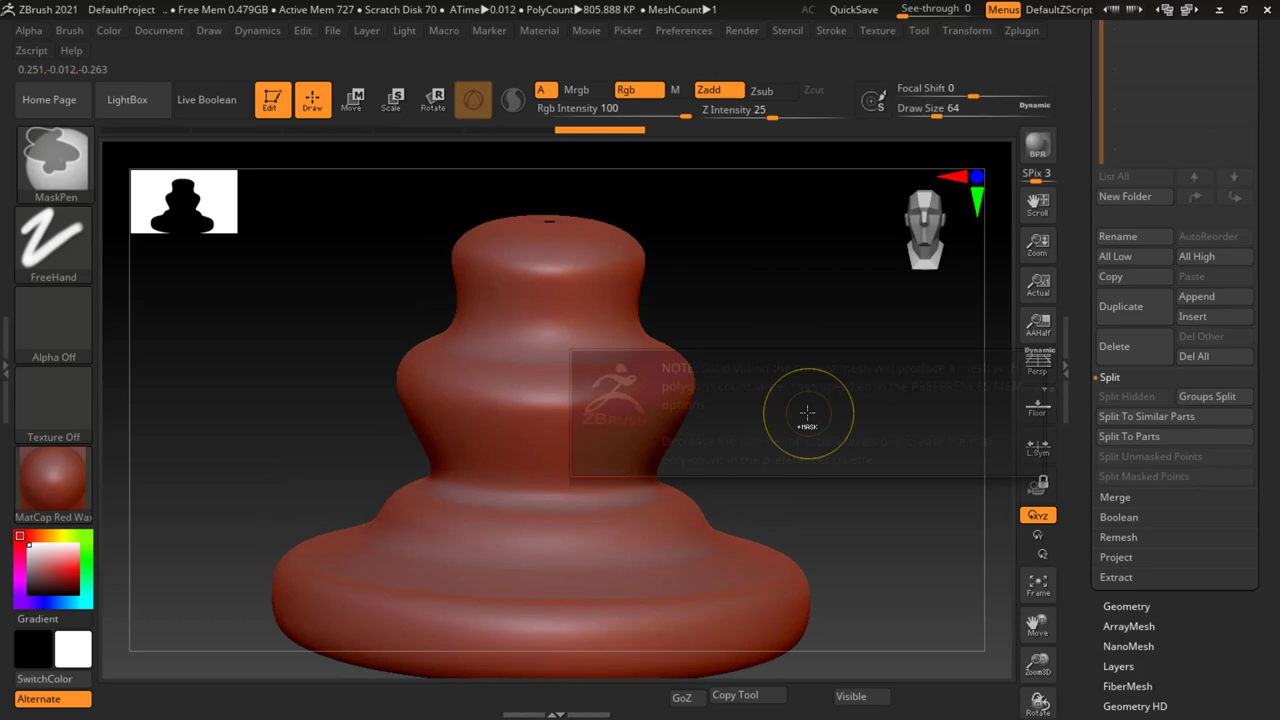 ZBrush 2021 DefaultProject • Free Mem 0.479GB • Active Mem 727 • Scratch Disk 70 • ATime▶0.012 • PolyCount▶805.888 KP • MeshCount▶1 AC QuickSave See-through 0 Menus DefaultZScript
Alpha Brush Color Document Draw Dynamics Edit File Layer Light Macro Marker Material Movie Picker Preferences Render Stencil Stroke Texture Tool Transform Zplugin
Zscript Help
0.251,-0.012,-0.263
Home Page LightBox Live Boolean
Edit Draw Move Scale Rotate
A Mrgb Rgb M Zadd Zsub Zcut
Rgb Intensity 100 Z Intensity 25
Focal Shift 0
Draw Size 64 Dynamic
MaskPen
FreeHand
Alpha Off
Texture Off
MatCap Red Wax
Gradient
SwitchColor
Alternate
NOTE:
ZBRUSH
+MASK
BPR
SPix 3
Scroll
Zoom
Actual
AAHalf
Dynamic
Persp
Floor
L.Sym
XYZ
Frame
Move
Zoom3D
Rotate
GoZ Copy Tool Visible
List All
New Folder
Rename AutoReorder
All Low All High
Copy Paste
Duplicate Append
Insert
Delete Del Other
Del All
Split
Split Hidden Groups Split
Split To Similar Parts
Split To Parts
Split Unmasked Points
Split Masked Points
Merge
Boolean
Remesh
Project
Extract
Geometry
ArrayMesh
NanoMesh
Layers
FiberMesh
Geometry HD